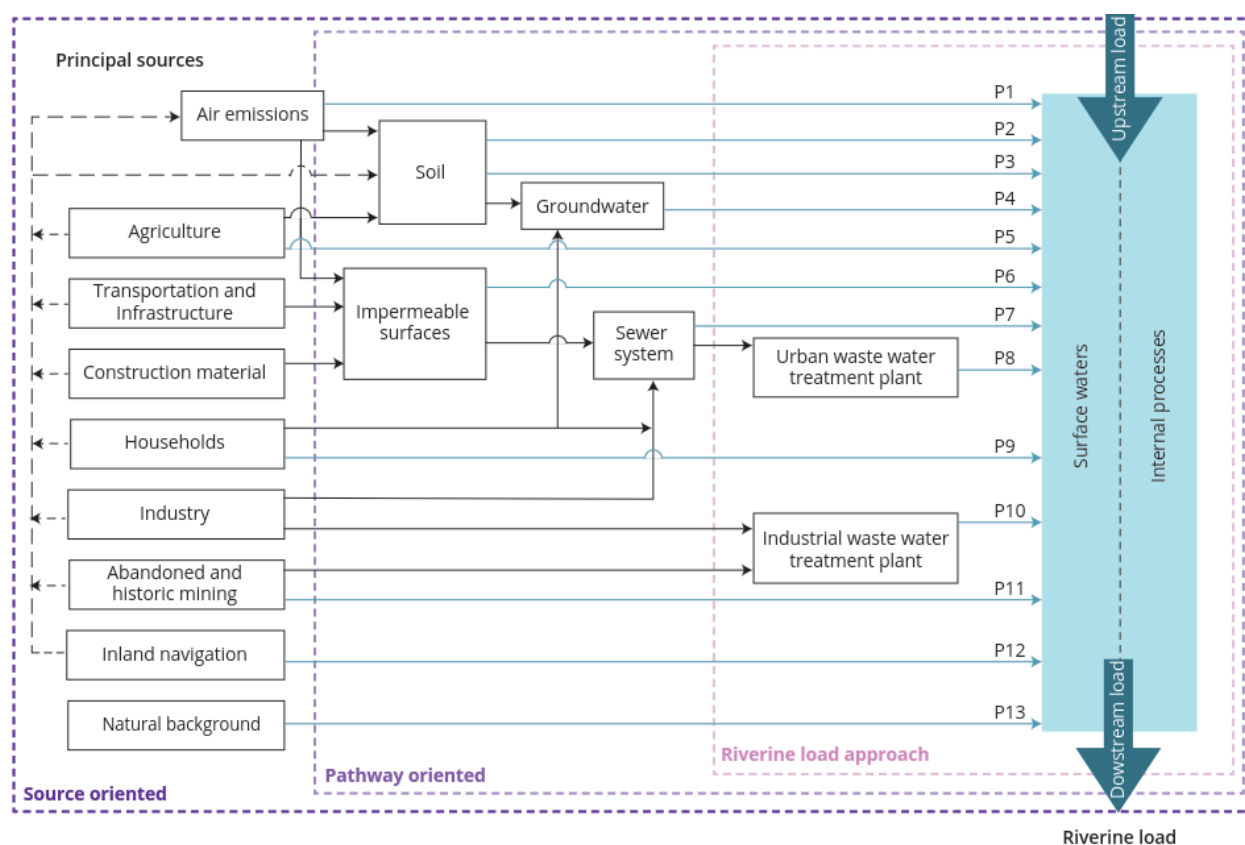 Principal sources
Air emissions
Soil
Groundwater
Agriculture
Transportation and
Infrastructure
Impermeable
surfaces
Sewer
system
Construction material
Urban waste water
treatment plant
Households
Industry
Industrial waste water
treatment plant
Abandoned and
historic mining
Inland navigation
Natural background
P1
P2
P3
P4
P5
P6
P7
P8
P9
P10
P11
P12
P13
Upstream load
Surface waters
Internal processes
Dowstream load
Riverine load approach
Pathway oriented
Source oriented
Riverine load